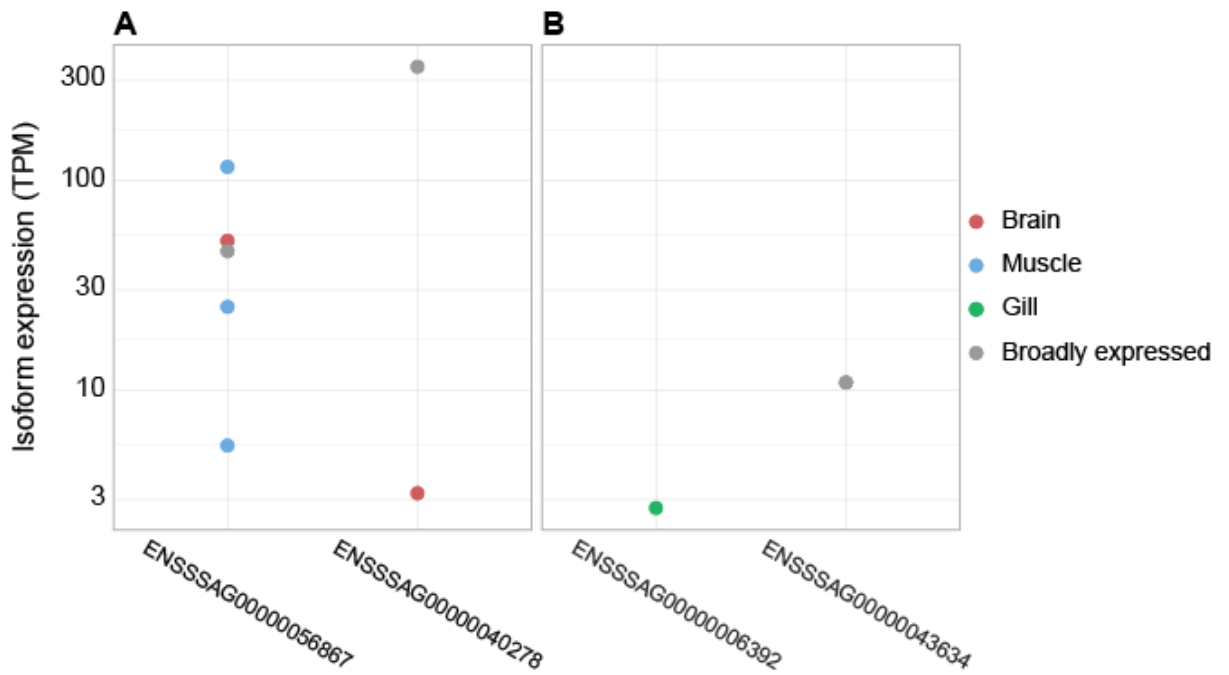 A
B
Isoform expression (TPM)
300
100
30
10
3
ENSSSAG00000056867
ENSSSAG00000040278
ENSSSAG00000006392
ENSSSAG00000043634
Brain
Muscle
Gill
Broadly expressed